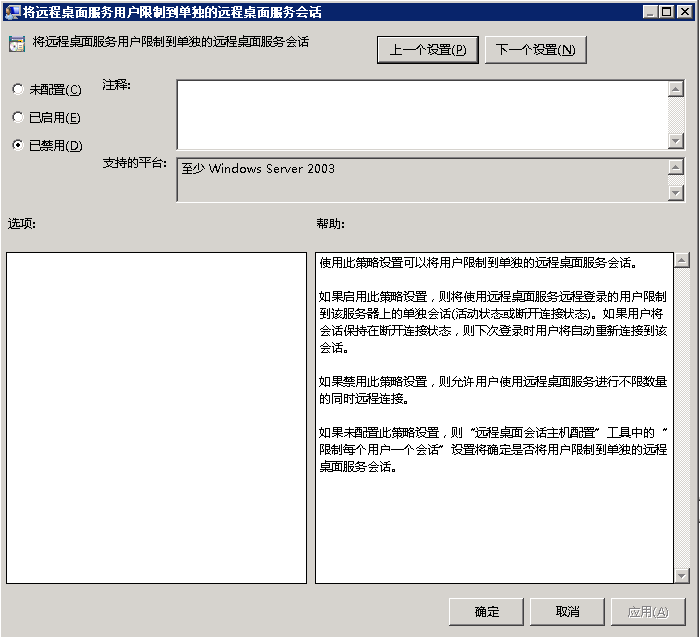 将远程桌面服务用户限制到单独的远程桌面服务会话
将远程桌面服务用户限制到单独的远程桌面服务会话
上一个设置(P)
下一个设置(N)
未配置(C)
注释:
已启用(E)
已禁用(D)
支持的平台:
至少 Windows Server 2003
选项:
帮助:
使用此策略设置可以将用户限制到单独的远程桌面服务会话。
如果启用此策略设置，则将使用远程桌面服务远程登录的用户限制
到该服务器上的单独会话(活动状态或断开连接状态)。如果用户将
会话保持在断开连接状态，则下次登录时用户将自动重新连接到该
会话。
如果禁用此策略设置，则允许用户使用远程桌面服务进行不限数量
的同时远程连接。
如果未配置此策略设置，则“远程桌面会话主机配置”工具中的“
限制每个用户一个会话”设置将确定是否将用户限制到单独的远程
桌面服务会话。
确定
取消
应用(A)